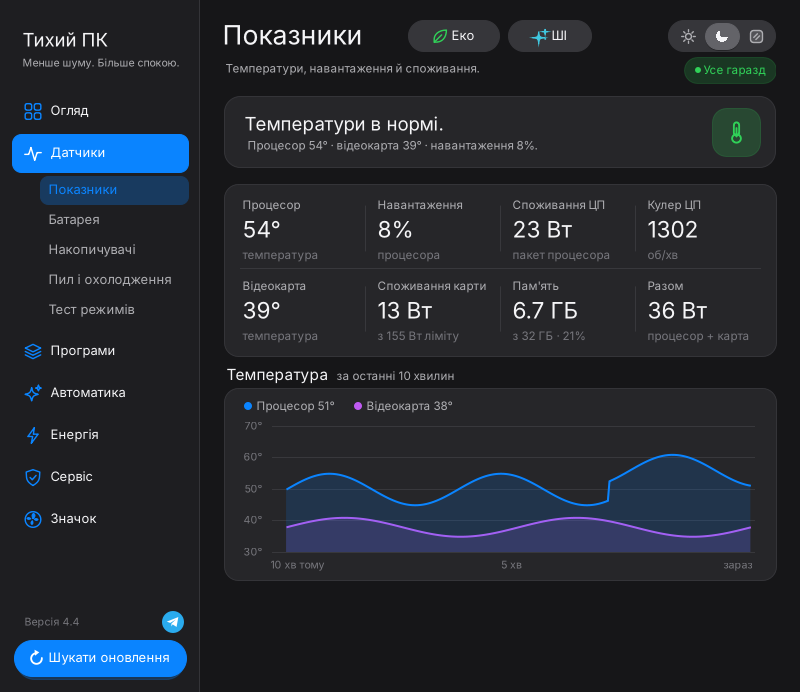 Тихий ПК
Менше шуму. Більше спокою.
Огляд
Датчики
Показники
Батарея
Накопичувачі
Пил і охолодження
Тест режимів
Програми
Автоматика
Енергія
Сервіс
Значок
Версія 4.4
Шукати оновлення
Показники
Еко
ШІ
Температури, навантаження й споживання.
Усе гаразд
Температури в нормі.
Процесор 54° · відеокарта 39° · навантаження 8%.
Процесор Навантаження Споживання ЦП Кулер ЦП
54° 8% 23 Вт 1302
температура процесора пакет процесора об/хв
Відеокарта Споживання карти Пам'ять Разом
39° 13 Вт 6.7 ГБ 36 Вт
температура з 155 Вт ліміту з 32 ГБ · 21% процесор + карта
Температура за останні 10 хвилин
Процесор 51° Відеокарта 38°
70°
60°
50°
40°
30°
10 хв тому 5 хв зараз